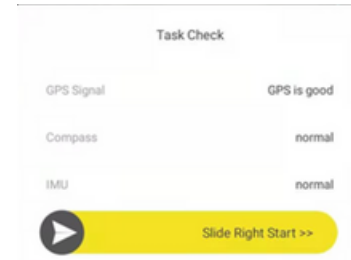 Task Check
GPS Signal GPS is good
Compass normal
IMU normal
Slide Right Start >>